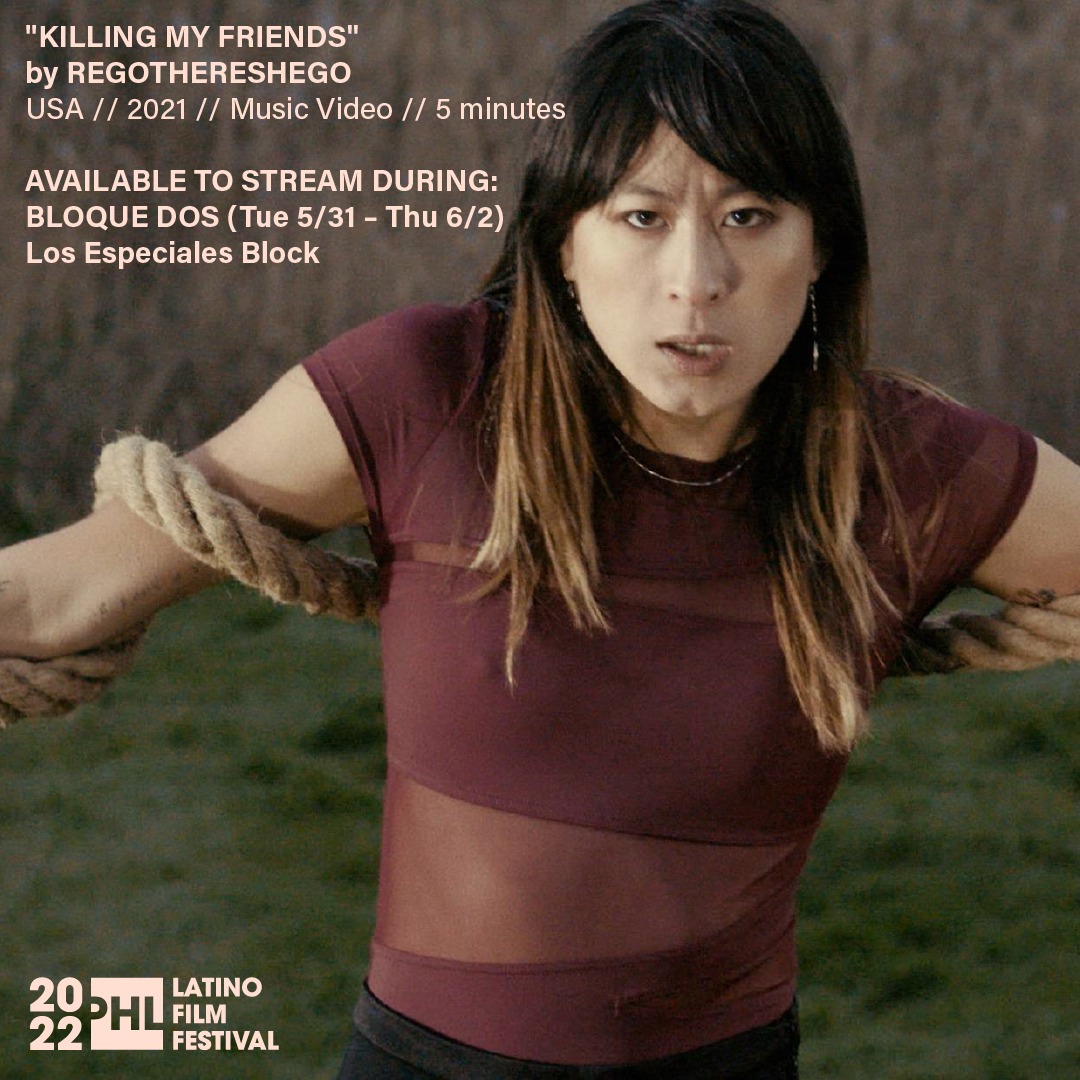 "KILLING MY FRIENDS"
by REGOTHERESHEGO
USA // 2021 // Music Video // 5 minutes
AVAILABLE TO STREAM DURING:
BLOQUE DOS (Tue 5/31 – Thu 6/2)
Los Especiales Block
20
22
PHL
LATINO
FILM
FESTIVAL